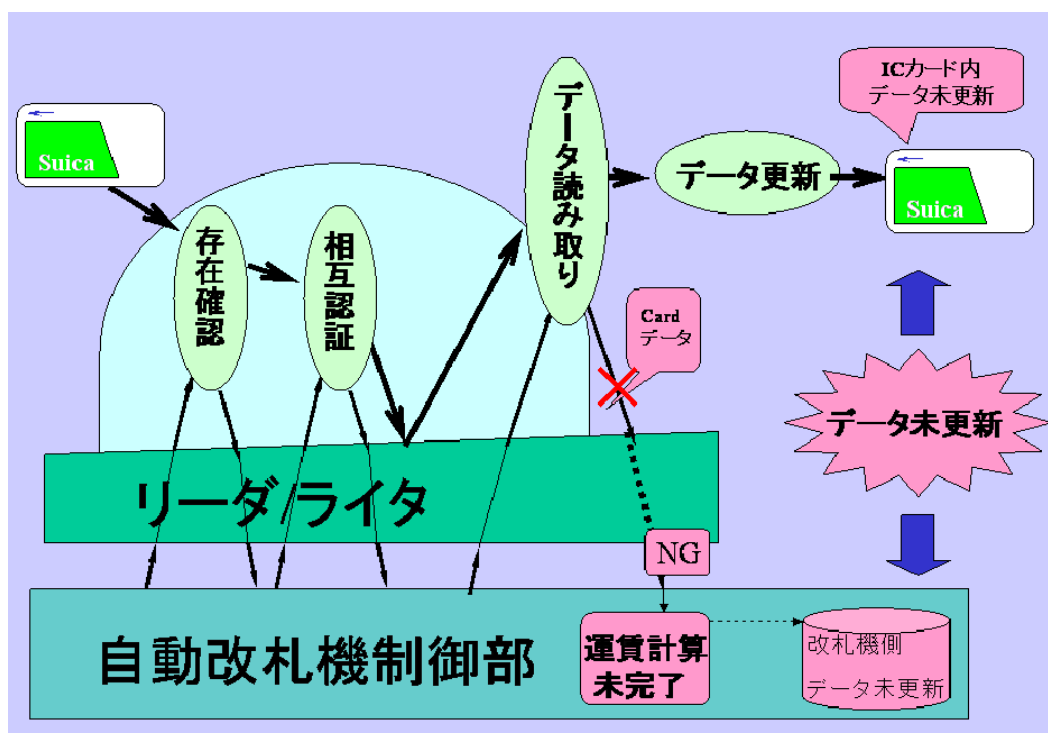 ICカード内
データ未更新
Suica
存在確認
相互認証
データ読み取り
データ更新
Suica
Card
データ
データ未更新
リーダ/ライタ
NG
自動改札機制御部
運賃計算
未完了
改札機側
データ未更新